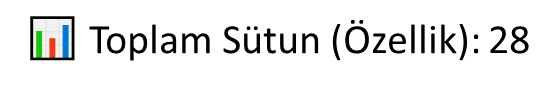 📊 Toplam Sütun (Özellik): 28